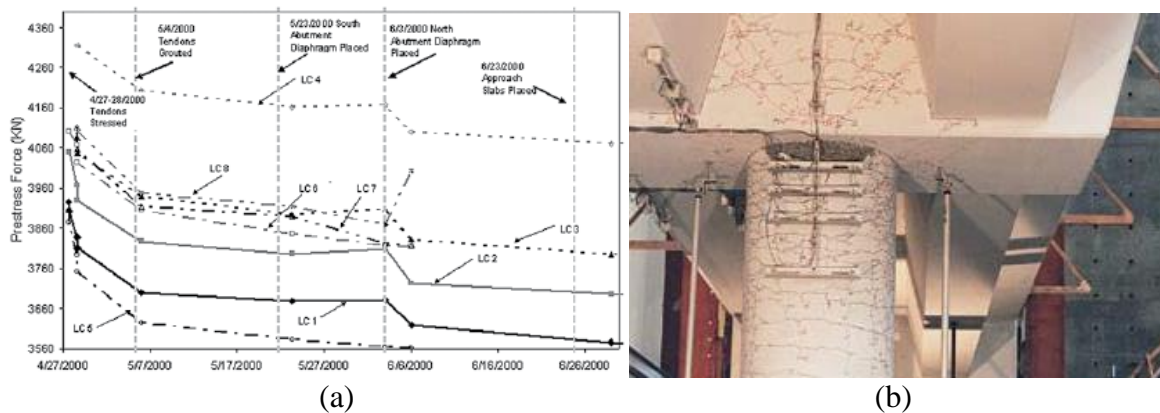 4360
4260
4160
4060
3960
3860
3760
3660
3560
Prestress Force (KN)
5/4/2000
Tendons
Grouted
5/23/2000 South
Abutment
Diaphragm Placed
6/3/2000 North
Abutment Diaphragm
Placed
6/23/2000
Approach
Slabs Placed
4/27-28/2000
Tendons
Stressed
LC 4
LC 8
LC 6
LC 7
LC 3
LC 2
LC 1
LC 5
4/27/2000 5/7/2000 5/17/2000 5/27/2000 6/6/2000 6/16/2000 6/26/2000
(a) (b)